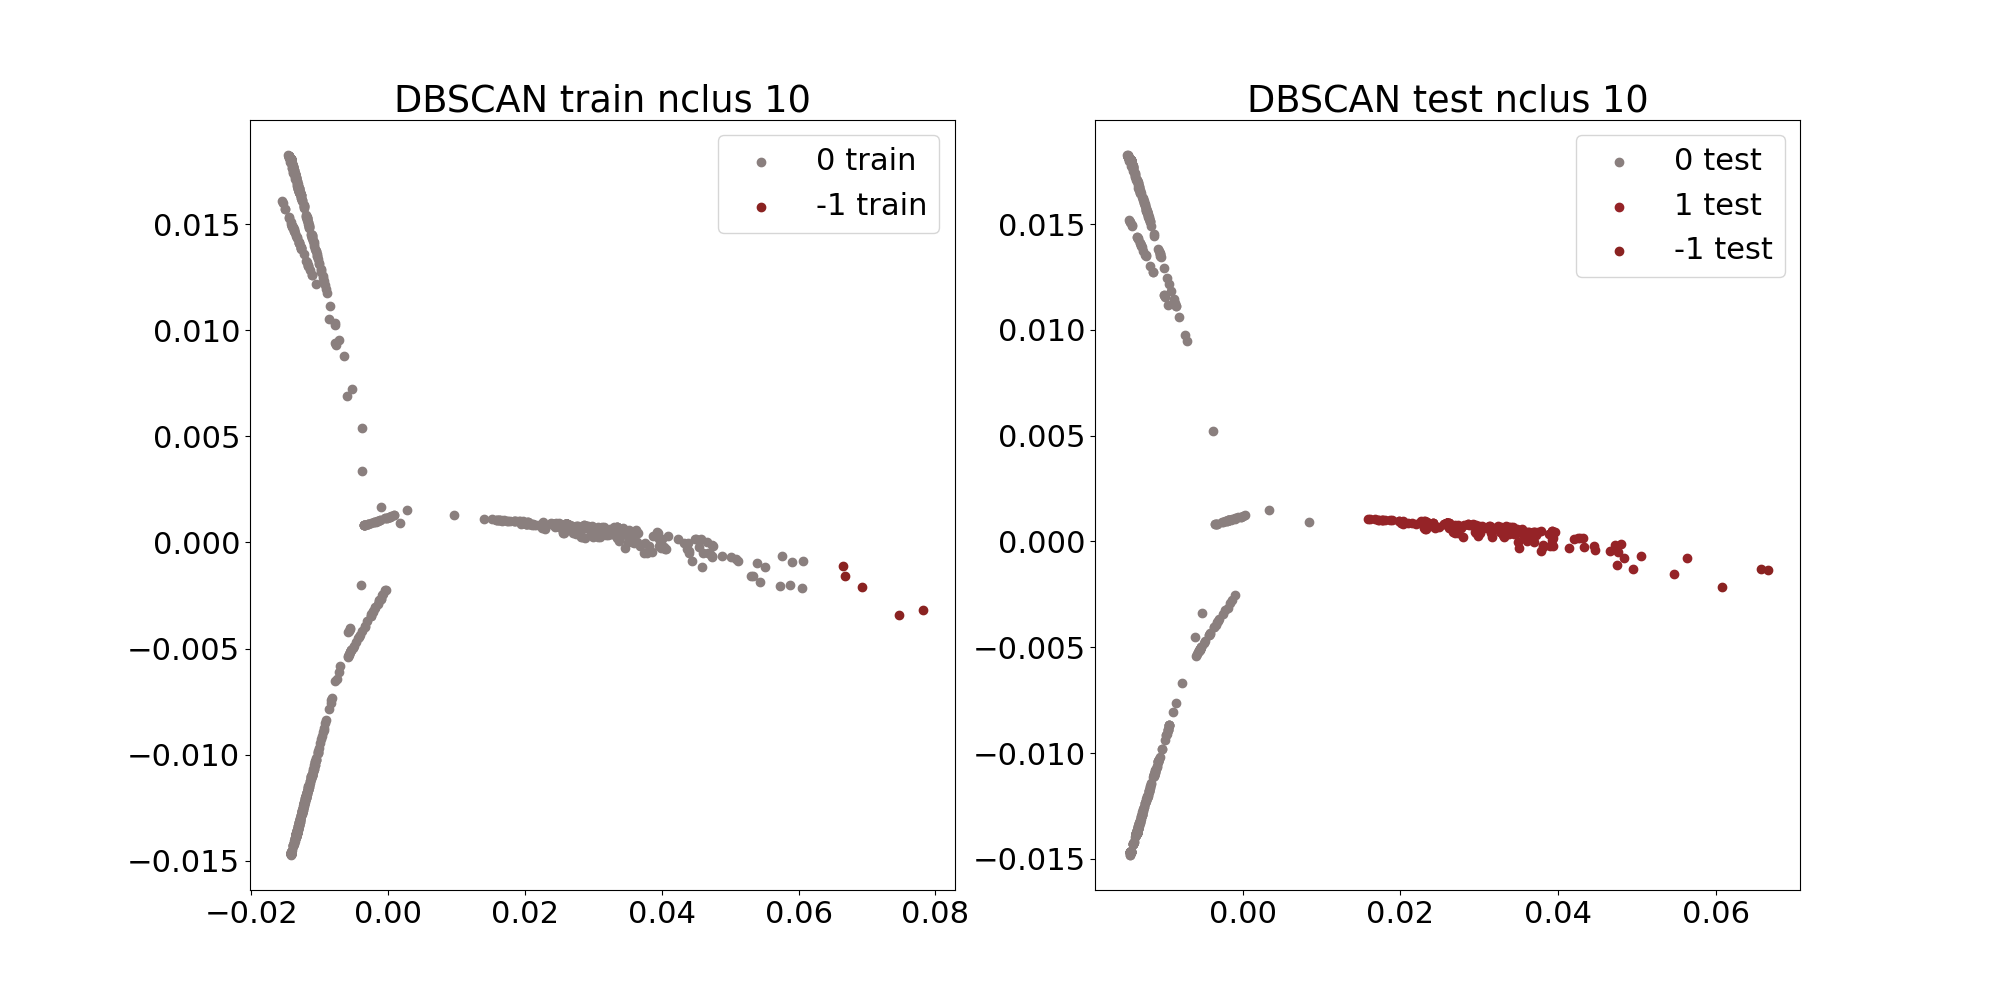 DBSCAN train nclus 10
0 train
-1 train
0.015
0.010
0.005
0.000
−0.005
−0.010
−0.015
−0.02 0.00 0.02 0.04 0.06 0.08
DBSCAN test nclus 10
0 test
1 test
-1 test
0.015
0.010
0.005
0.000
−0.005
−0.010
−0.015
0.00 0.02 0.04 0.06